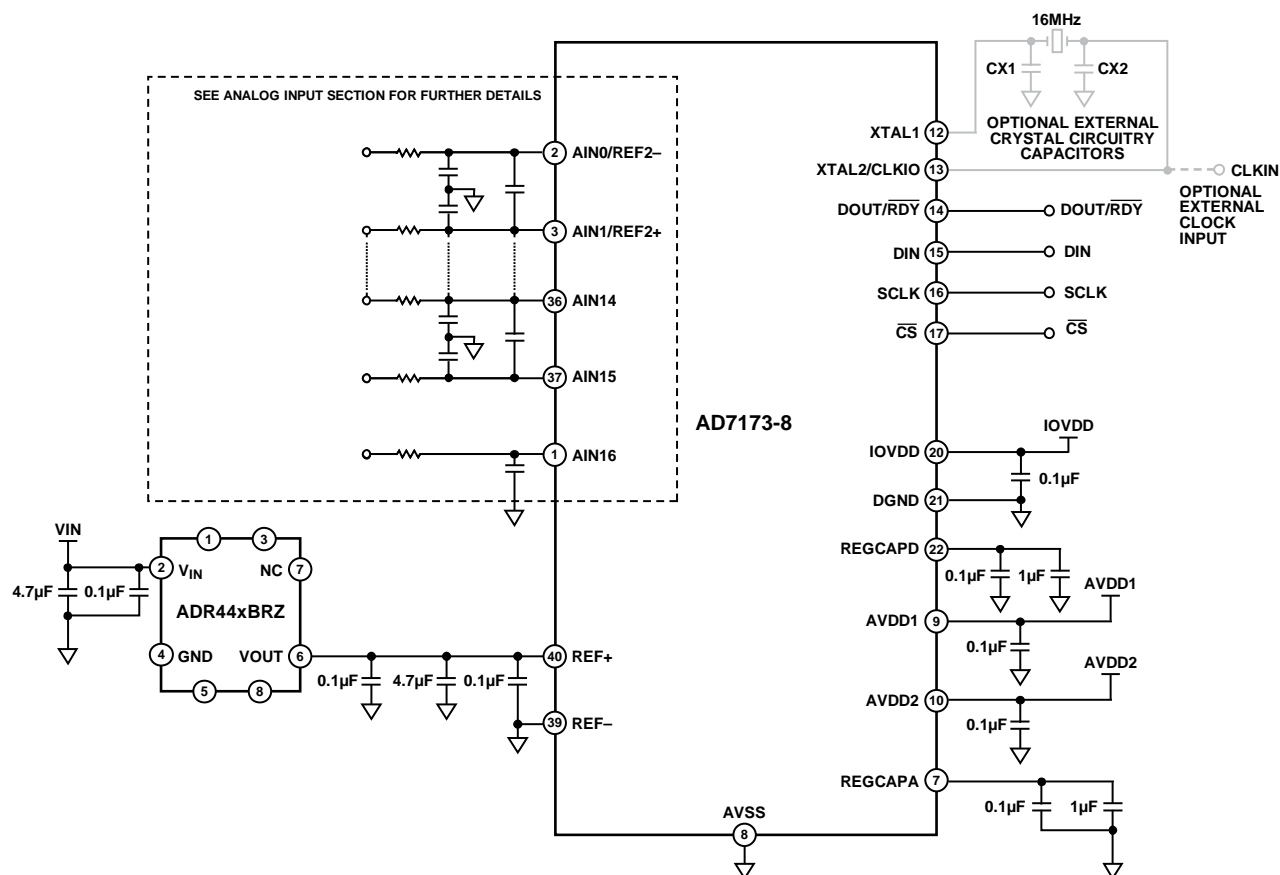 16MHz
CX1
CX2
OPTIONAL EXTERNAL
CRYSTAL CIRCUITRY
CAPACITORS
SEE ANALOG INPUT SECTION FOR FURTHER DETAILS
XTAL1
12
2
AIN0/REF2–
XTAL2/CLKIO
13
CLKIN
OPTIONAL
EXTERNAL
CLOCK
INPUT
DOUT/RDY
14
DOUT/RDY
3
AIN1/REF2+
DIN
15
DIN
36
AIN14
SCLK
16
SCLK
CS
17
CS
37
AIN15
AD7173-8
1
AIN16
IOVDD
IOVDD
20
0.1µF
DGND
21
VIN
1
3
2
VIN
NC
7
4.7µF
0.1µF
ADR44xBRZ
4
GND
VOUT
6
5
8
0.1µF
4.7µF
0.1µF
40
REF+
39
REF–
REGCAPD
22
0.1µF
1µF
AVDD1
AVDD1
9
0.1µF
AVDD2
AVDD2
10
0.1µF
REGCAPA
7
0.1µF
1µF
AVSS
8